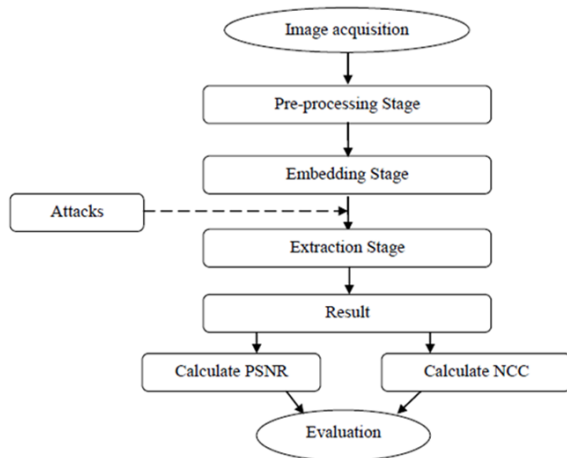 Image acquisition
Pre-processing Stage
Embedding Stage
Attacks
Extraction Stage
Result
Calculate PSNR
Calculate NCC
Evaluation